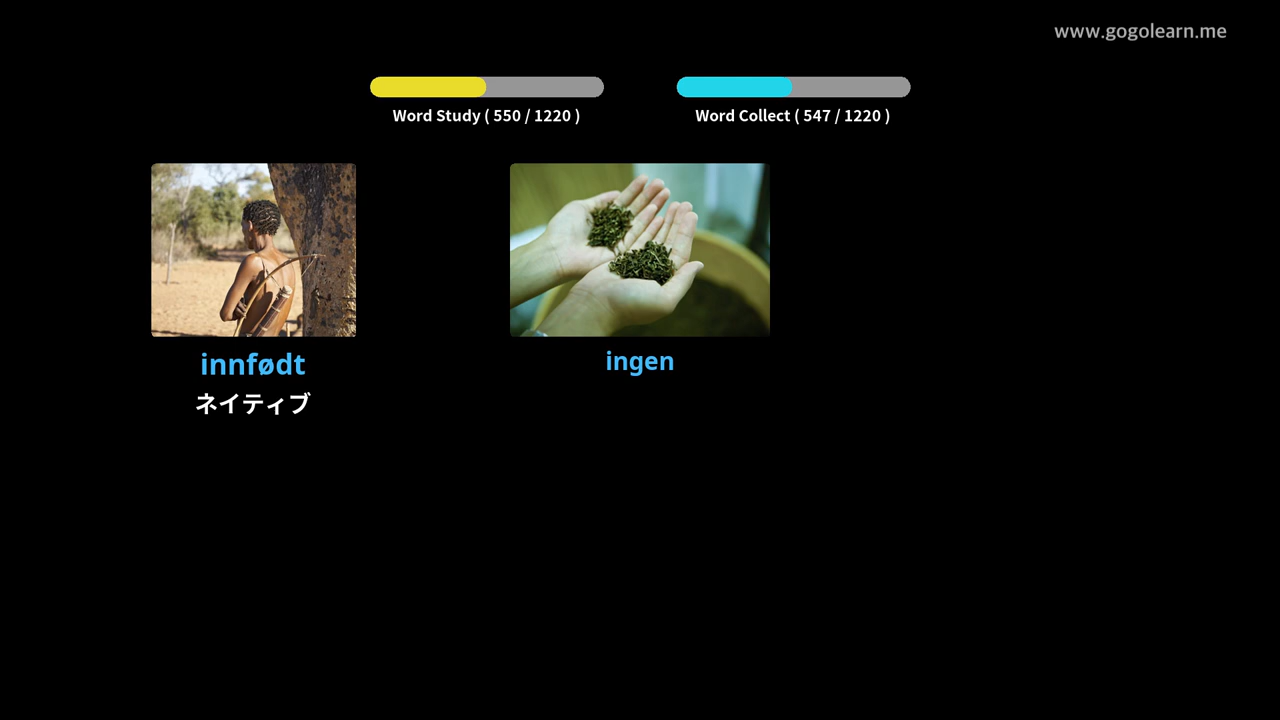 www.gogolearn.me
Word Study ( 550 / 1220 )
Word Collect ( 547 / 1220 )
innfødt
ネイティブ
ingen